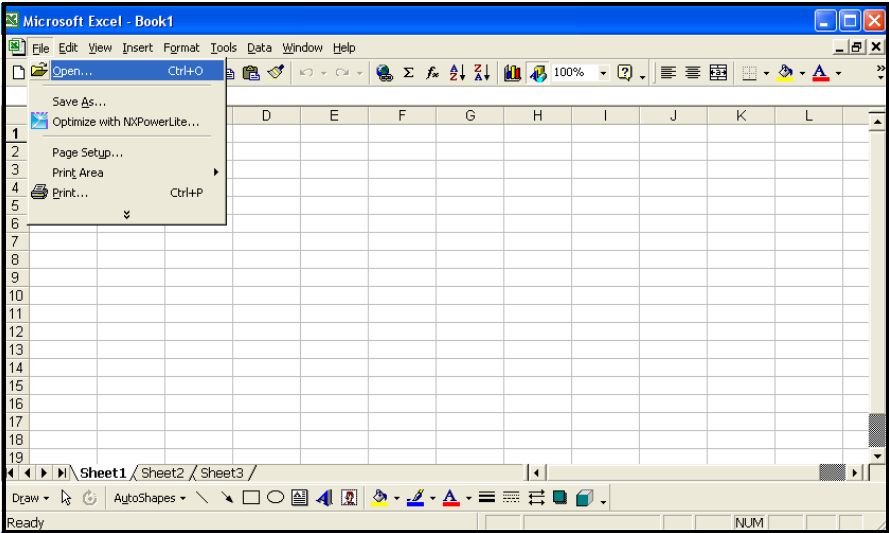 Microsoft Excel - Book1
File Edit View Insert Format Tools Data Window Help
Open... Ctrl+O
100%
Save As...
Optimize with NXPowerLite...
D E F G H I J K L
1
2 Page Setup...
3 Print Area
4 Print... Ctrl+P
5
6
7
8
9
10
11
12
13
14
15
16
17
18
19
Sheet1 Sheet2 Sheet3
Draw AutoShapes
Ready NUM